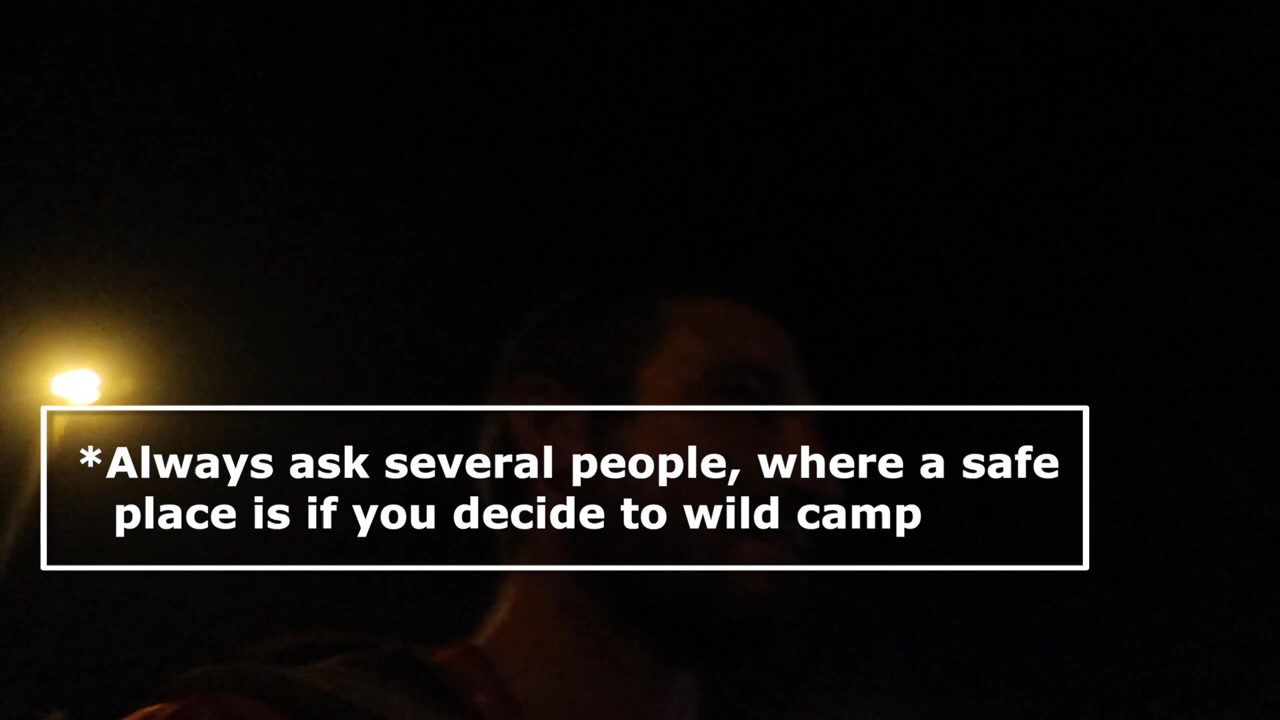 *Always ask several people, where a safe
place is if you decide to wild camp